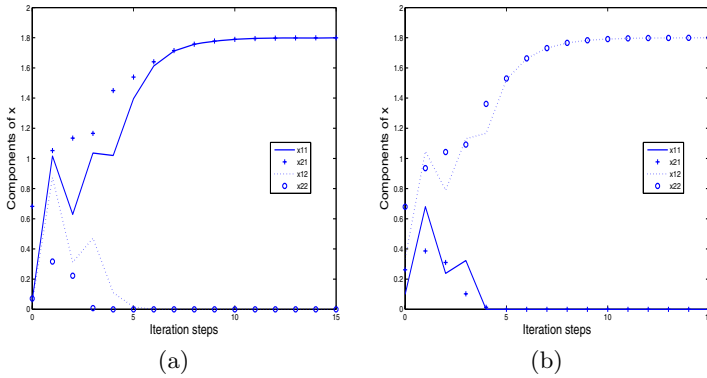 2
1.8
1.6
1.4
1.2
1
0.8
0.6
0.4
0.2
0
Components of x
x11
x21
x12
x22
0 5 10 15
Iteration steps
(a)
2
1.8
1.6
1.4
1.2
1
0.8
0.6
0.4
0.2
0
Components of x
x11
x21
x12
x22
0 5 10 15
Iteration steps
(b)